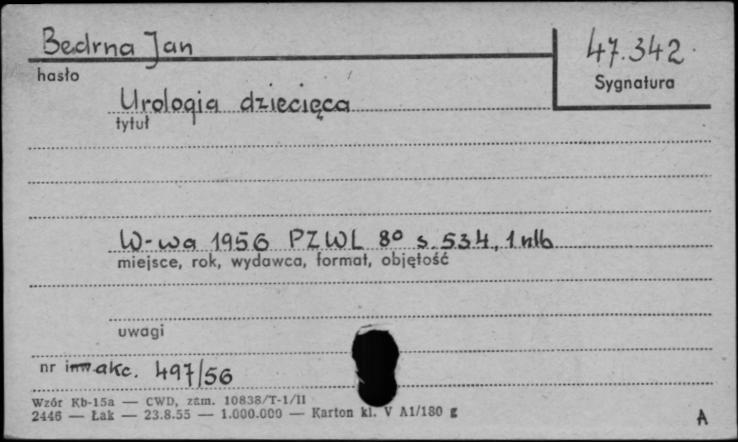 Bedrna Jan
47.342
hasło
Sygnatura
Urologia dziecięca
tytuł
W-wa 1956 PZWL 8° s. 534, 1 nlb
miejsce, rok, wydawca, format, objętość
uwagi
nr inw akc. 497/56
Wzór Kb-15a — CWD, zam. 10838/T-1/II
2446 — Łak — 23.8.55 — 1.000.000 — Karton kl. V A1/180 g
A